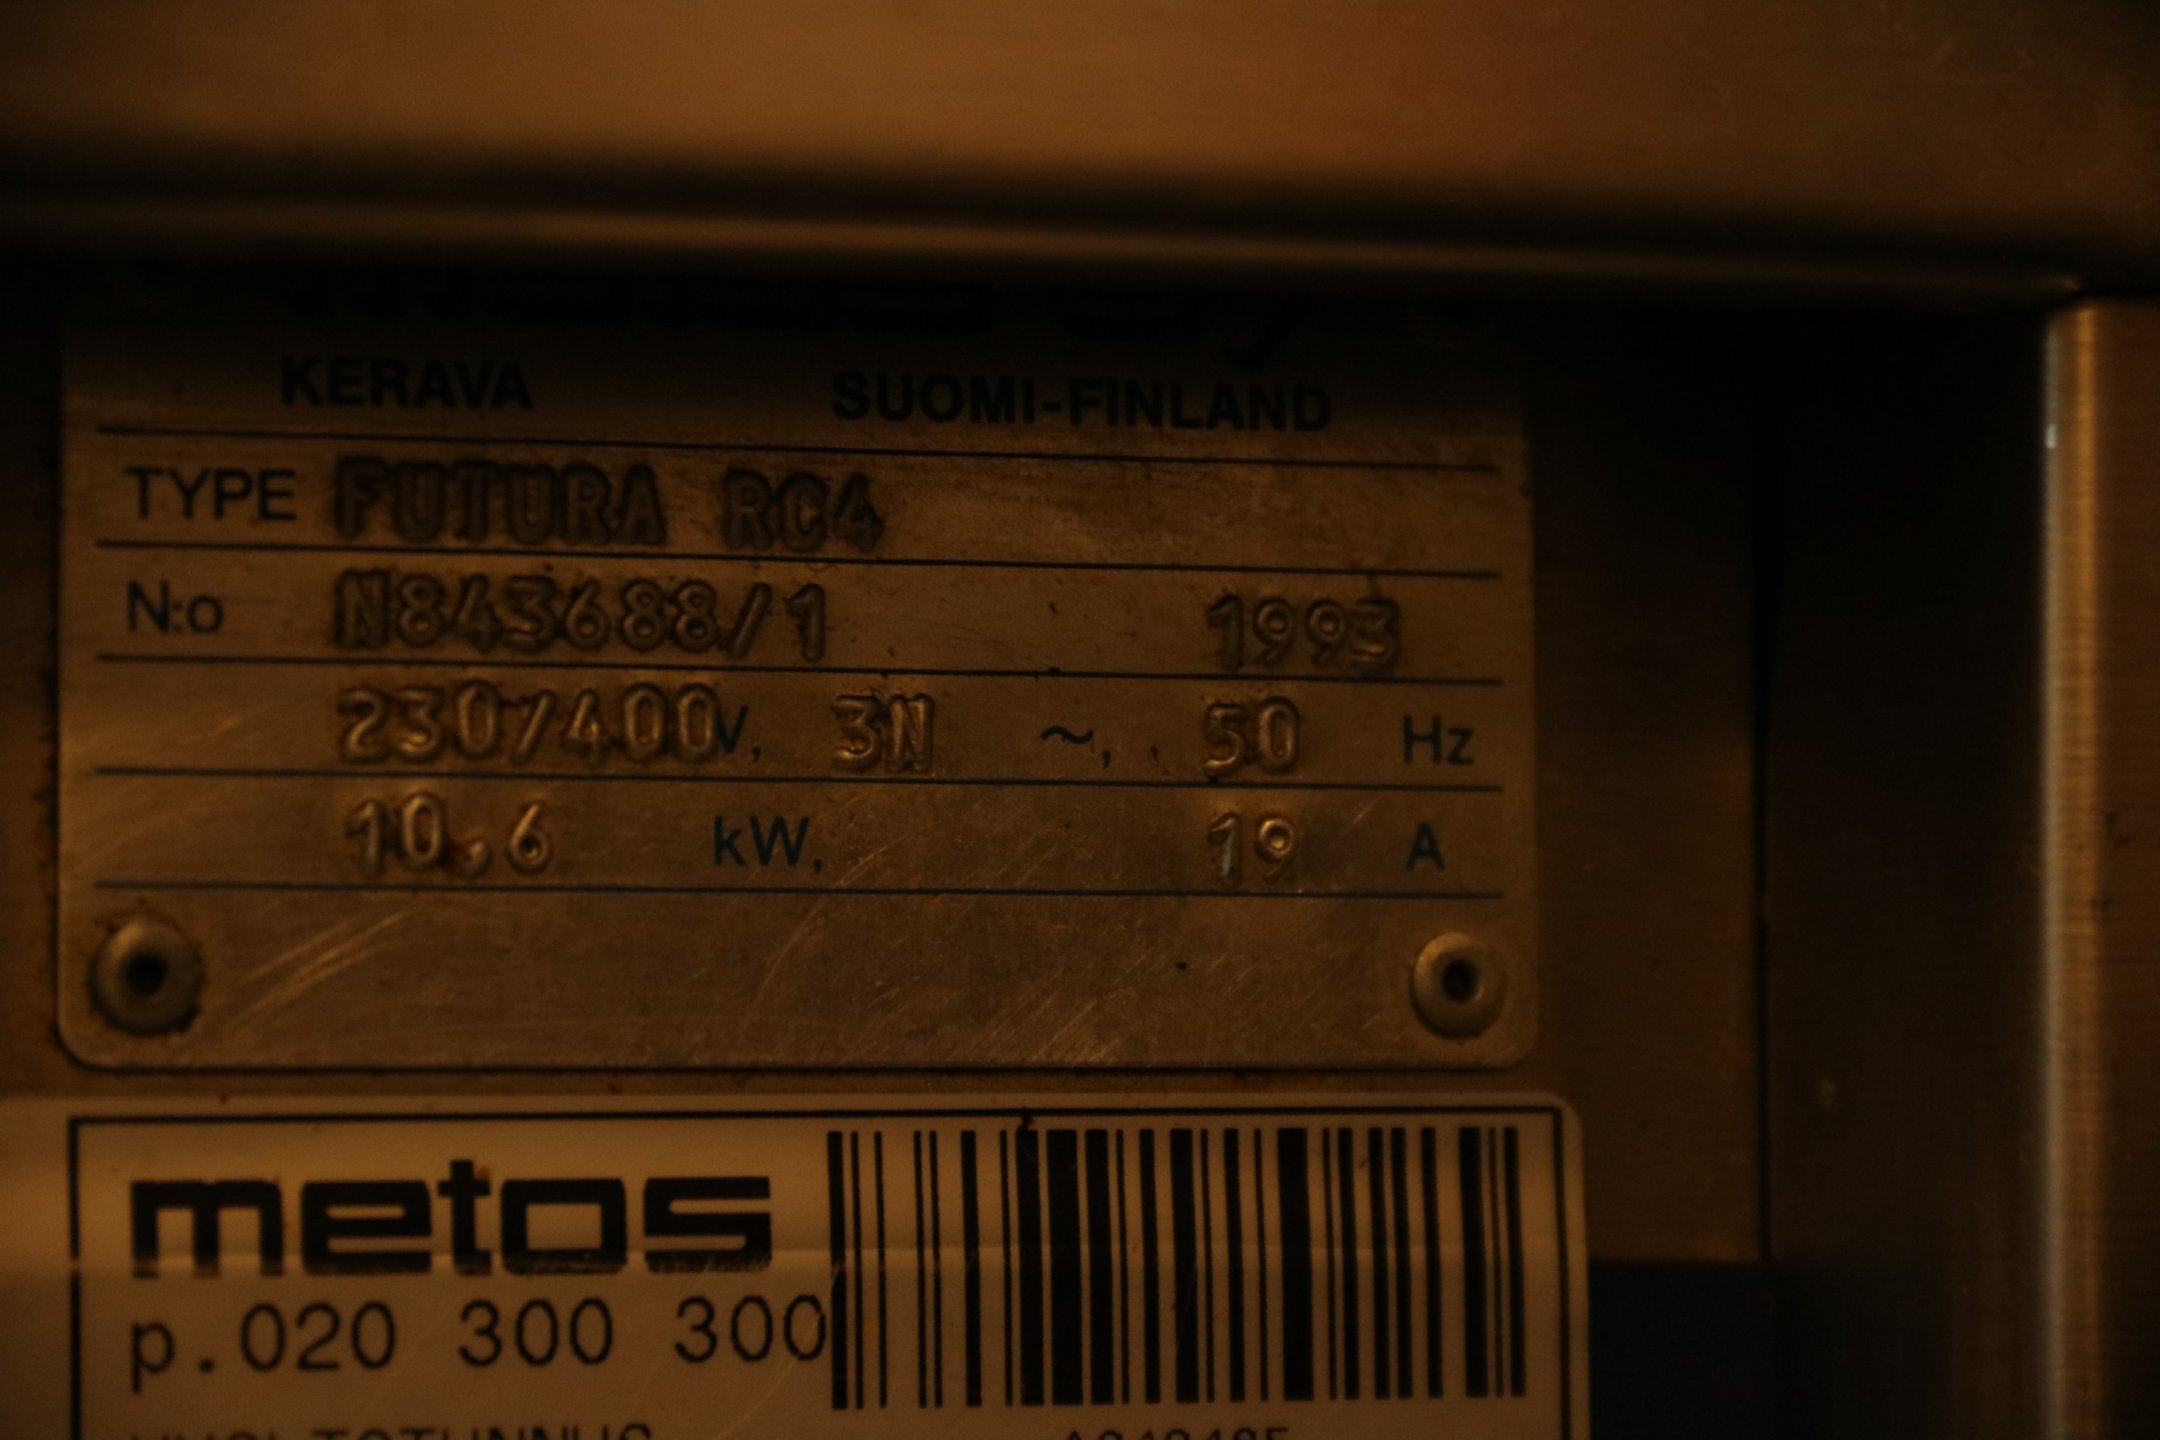 KERAVA SUOMI-FINLAND
TYPE FUTURA RC4
N:o N843688/1 1993
230/400V, 3N ~, 50 Hz
10,6 kW, 19 A
metos
p.020 300 300